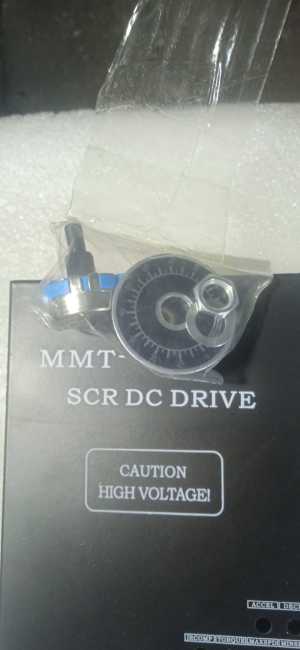 MMT-
SCR DC DRIVE
CAUTION
HIGH VOLTAGE!
ACCEL